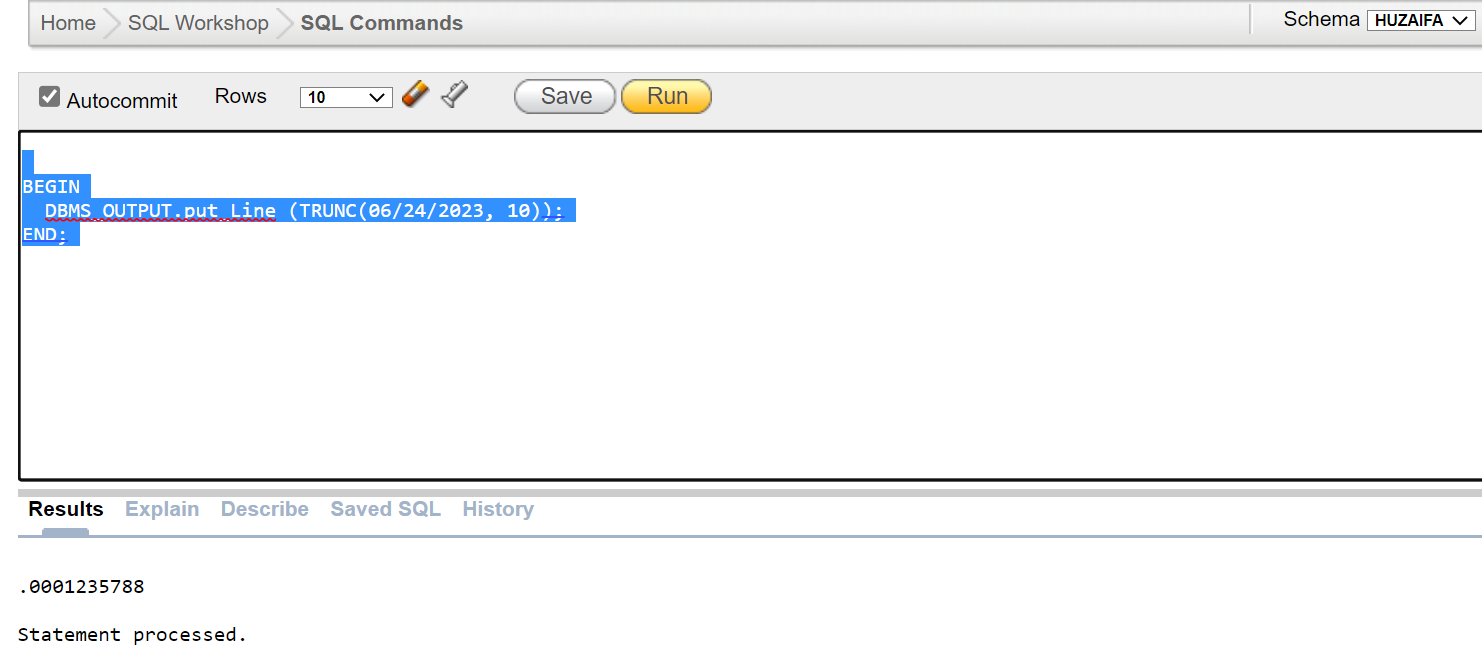 Home SQL Workshop SQL Commands Schema HUZAIFA
Autocommit Rows 10 Save Run
BEGIN
DBMS_OUTPUT.put_Line (TRUNC(06/24/2023, 10));
END;
Results Explain Describe Saved SQL History
.0001235788
Statement processed.